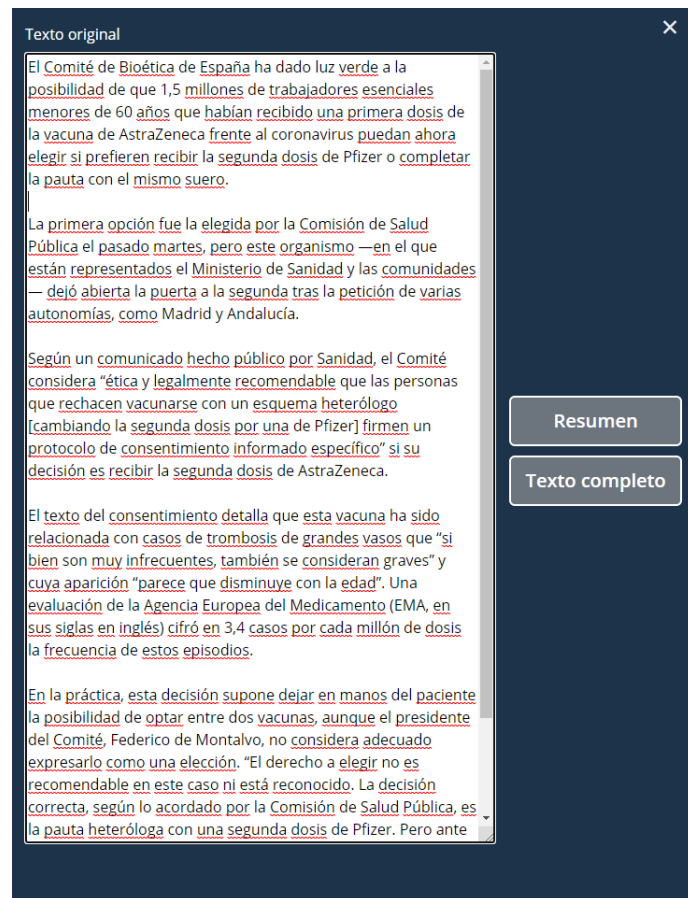 Texto original
×
El Comité de Bioética de España ha dado luz verde a la
posibilidad de que 1,5 millones de trabajadores esenciales
menores de 60 años que habían recibido una primera dosis de
la vacuna de AstraZeneca frente al coronavirus puedan ahora
elegir si prefieren recibir la segunda dosis de Pfizer o completar
la pauta con el mismo suero.
La primera opción fue la elegida por la Comisión de Salud
Pública el pasado martes, pero este organismo —en el que
están representados el Ministerio de Sanidad y las comunidades
— dejó abierta la puerta a la segunda tras la petición de varias
autonomías, como Madrid y Andalucía.
Según un comunicado hecho público por Sanidad, el Comité
considera “ética y legalmente recomendable que las personas
que rechacen vacunarse con un esquema heterólogo
[cambiando la segunda dosis por una de Pfizer] firmen un
protocolo de consentimiento informado específico” si su
decisión es recibir la segunda dosis de AstraZeneca.
El texto del consentimiento detalla que esta vacuna ha sido
relacionada con casos de trombosis de grandes vasos que “si
bien son muy infrecuentes, también se consideran graves” y
cuya aparición “parece que disminuye con la edad”. Una
evaluación de la Agencia Europea del Medicamento (EMA, en
sus siglas en inglés) cifró en 3,4 casos por cada millón de dosis
la frecuencia de estos episodios.
En la práctica, esta decisión supone dejar en manos del paciente
la posibilidad de optar entre dos vacunas, aunque el presidente
del Comité, Federico de Montalvo, no considera adecuado
expresarlo como una elección. “El derecho a elegir no es
recomendable en este caso ni está reconocido. La decisión
correcta, según lo acordado por la Comisión de Salud Pública, es
la pauta heteróloga con una segunda dosis de Pfizer. Pero ante
Resumen
Texto completo